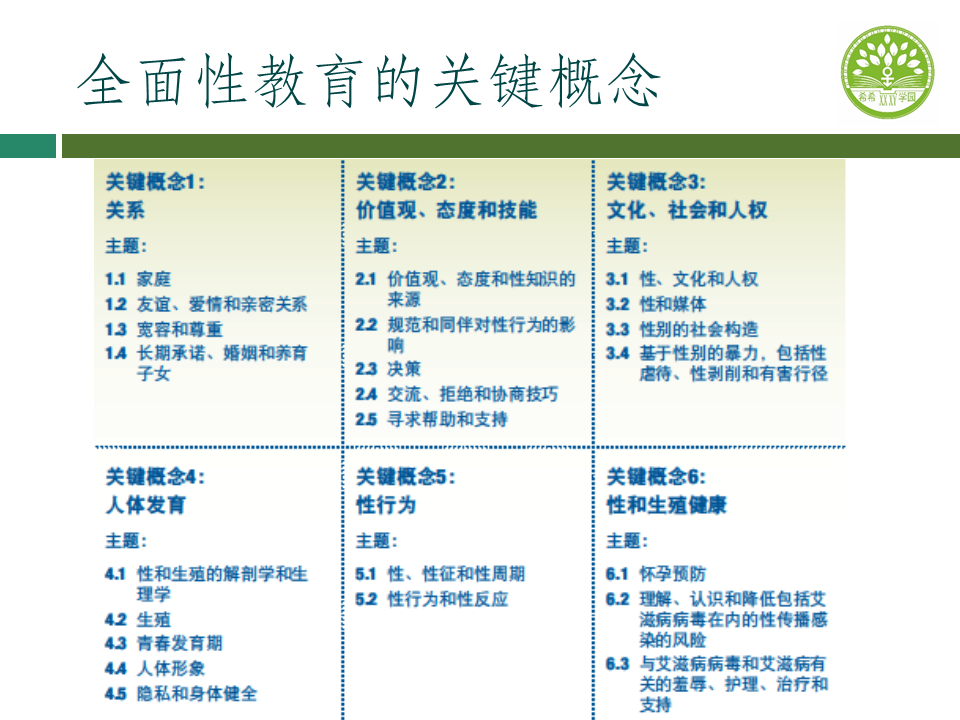 全面性教育的关键概念
希希 双双 学园
关键概念1：
关系
主题：
1.1 家庭
1.2 友谊、爱情和亲密关系
1.3 宽容和尊重
1.4 长期承诺、婚姻和养育
子女
关键概念2：
价值观、态度和技能
主题：
2.1 价值观、态度和性知识的
来源
2.2 规范和同伴对性行为的影
响
2.3 决策
2.4 交流、拒绝和协商技巧
2.5 寻求帮助和支持
关键概念3：
文化、社会和人权
主题：
3.1 性、文化和人权
3.2 性和媒体
3.3 性别的社会构造
3.4 基于性别的暴力，包括性
虐待、性剥削和有害行径
关键概念4：
人体发育
主题：
4.1 性和生殖的解剖学和生
理学
4.2 生殖
4.3 青春发育期
4.4 人体形象
4.5 隐私和身体健全
关键概念5：
性行为
主题：
5.1 性、性征和性周期
5.2 性行为和性反应
关键概念6：
性和生殖健康
主题：
6.1 怀孕预防
6.2 理解、认识和降低包括艾
滋病病毒在内的性传播感
染的风险
6.3 与艾滋病病毒和艾滋病有
关的羞辱、护理、治疗和
支持